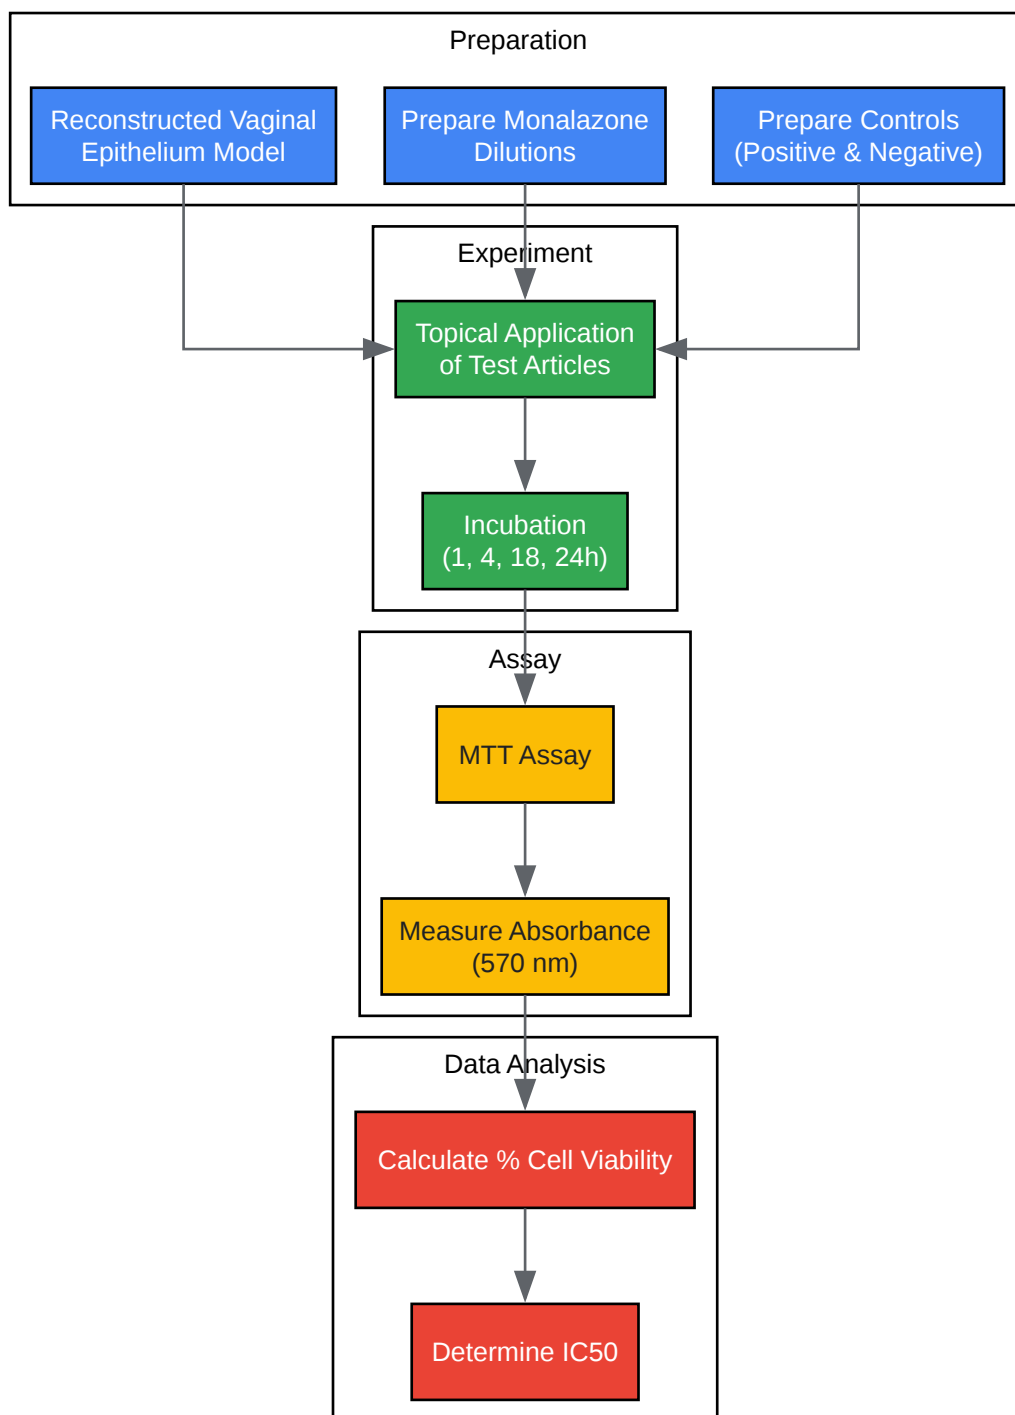 Preparation
Reconstructed Vaginal
Epithelium Model
Prepare Monalazone
Dilutions
Prepare Controls
(Positive & Negative)
Experiment
Topical Application
of Test Articles
Incubation
(1, 4, 18, 24h)
Assay
MTT Assay
Measure Absorbance
(570 nm)
Data Analysis
Calculate % Cell Viability
Determine IC50